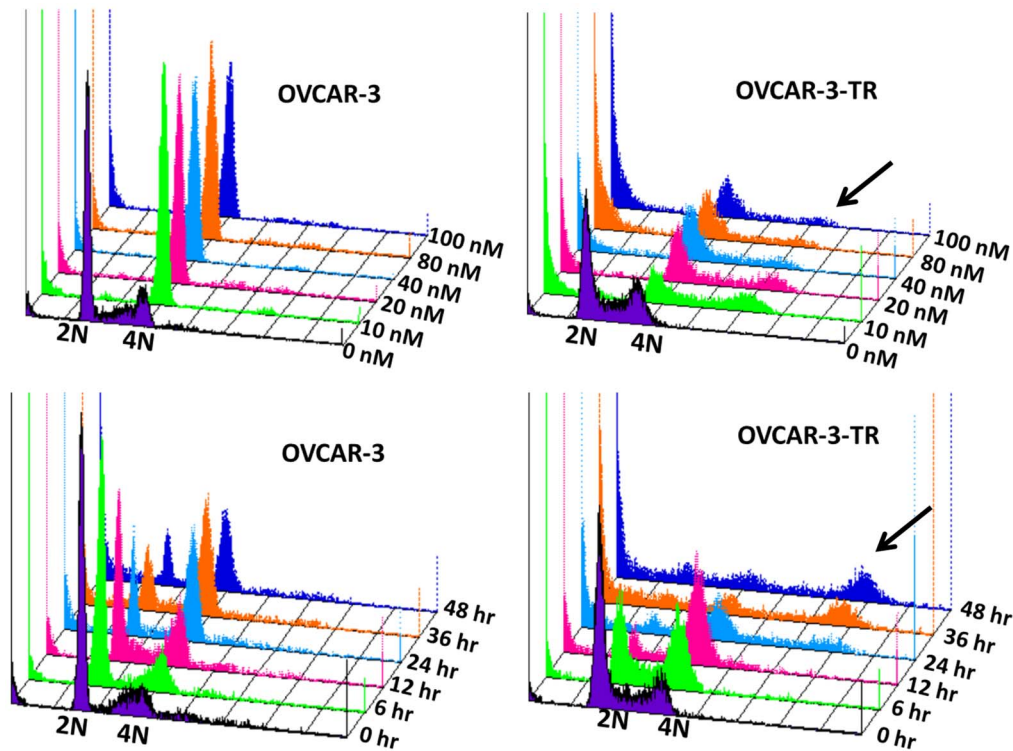 OVCAR-3
100 nM
80 nM
40 nM
20 nM
10 nM
0 nM
2N
4N
OVCAR-3-TR
100 nM
80 nM
40 nM
20 nM
10 nM
0 nM
2N
4N
OVCAR-3
48 hr
36 hr
24 hr
12 hr
6 hr
0 hr
2N
4N
OVCAR-3-TR
48 hr
36 hr
24 hr
12 hr
6 hr
0 hr
2N
4N